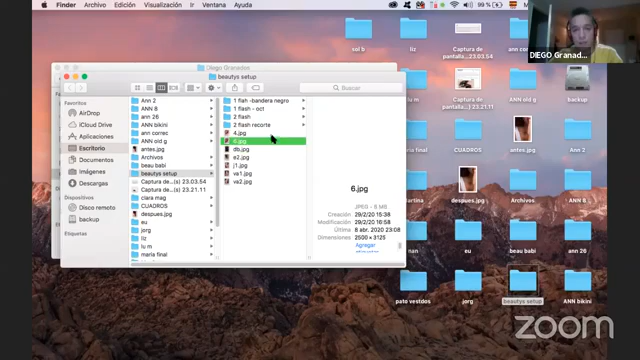 Finder Archivo Edición Visualización Ir Ventana Ayuda
99 %
DIEGO Granad...
Diego Granados
beautys setup
Buscar
Favoritos
AirDrop
iCloud Drive
Aplicaciones
Escritorio
Documentos
Imágenes
Descargas
Dispositivos
Disco remoto
backup
Etiquetas
Ann 2
ANN 8
ann 26
ANN bikini
ann correc
ANN old g
antes.jpg
Archivos
beau babi
beautys setup
Captura de...(s) 23.03.54
Captura de...(s) 23.21.11
clara mag
CUADROS
despues.jpg
eu
jorg
liz
lu m
maria final
1 flah -bandera negro
1 flash - oct
2 flash
2 flash recorte
4.jpg
6.jpg
db.jpg
e2.jpg
j1.jpg
va1.jpg
va2.jpg
6.jpg
JPEG - 6 MB
Creación 29/2/20 15:38
Modificación 29/2/20 16:58
Última 8 abr. 2020 23:08
Dimensiones 2500 × 3125
Agregar
sol b
liz
Captura de
pantalla...23.03.54
ann corre
lu m
Captura de
pantalla...23.21.11
ANN old g
backup
CUADROS
antes.jpg
Ann 2
despues.jpg
Archivos
ANN 8
nan
eu
beau babi
ann 26
pato vestdos
jorg
beautys setup
ANN bikini
zoom